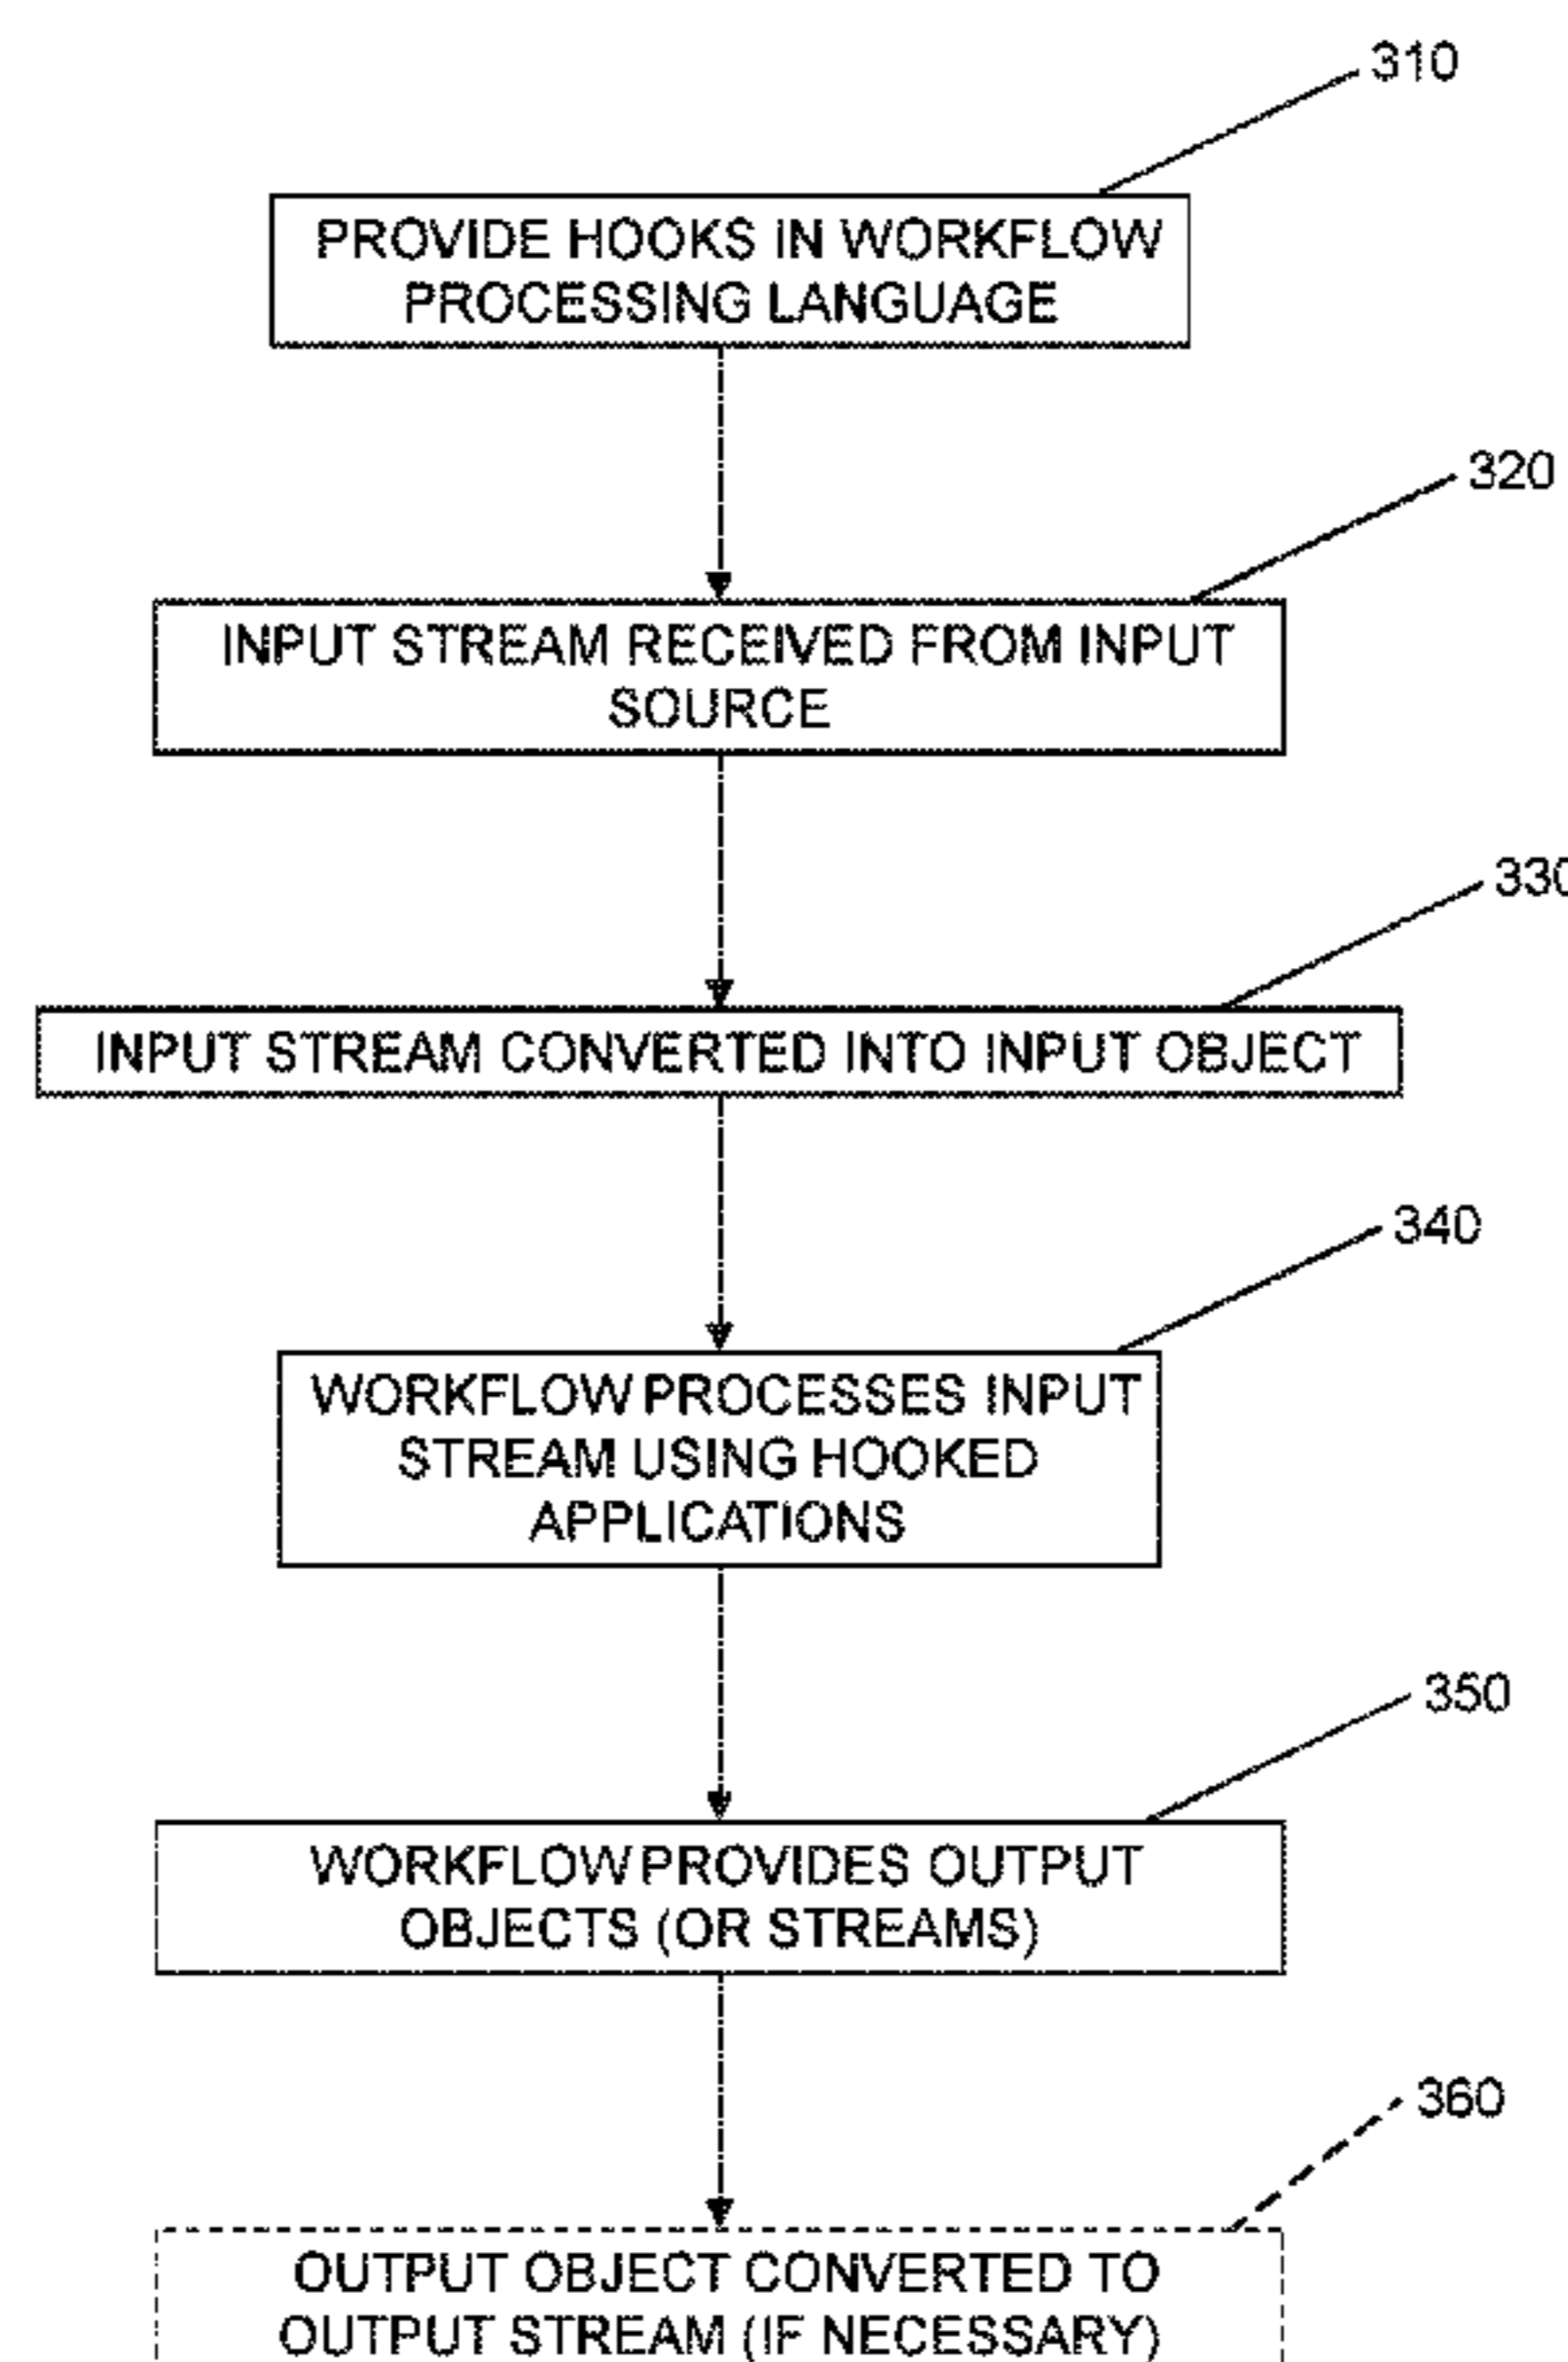 310
PROVIDE HOOKS IN WORKFLOW
PROCESSING LANGUAGE
320
INPUT STREAM RECEIVED FROM INPUT
SOURCE
330
INPUT STREAM CONVERTED INTO INPUT OBJECT
340
WORKFLOW PROCESSES INPUT
STREAM USING HOOKED
APPLICATIONS
350
WORKFLOW PROVIDES OUTPUT
OBJECTS (OR STREAMS)
360
OUTPUT OBJECT CONVERTED TO
OUTPUT STREAM (IF NECESSARY)